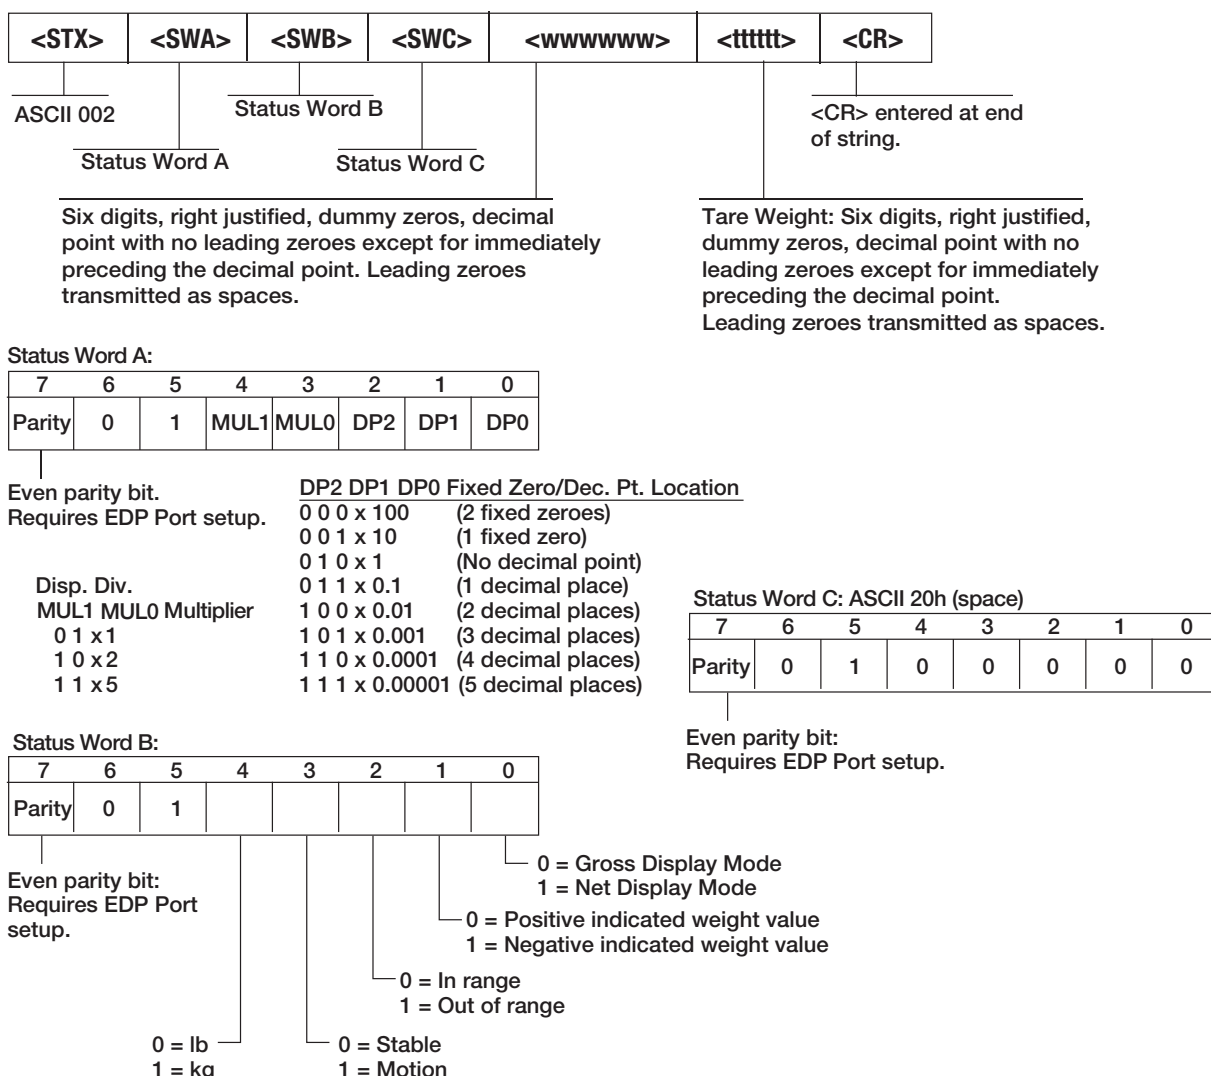 <STX> <SWA> <SWB> <SWC> <wwwwww> <tttttt> <CR>
ASCII 002
Status Word B
<CR> entered at end
of string.
Status Word A
Status Word C
Six digits, right justified, dummy zeros, decimal
point with no leading zeroes except for immediately
preceding the decimal point. Leading zeroes
transmitted as spaces.
Tare Weight: Six digits, right justified,
dummy zeros, decimal point with no
leading zeroes except for immediately
preceding the decimal point.
Leading zeroes transmitted as spaces.
Status Word A:
7 6 5 4 3 2 1 0
Parity 0 1 MUL1 MUL0 DP2 DP1 DP0
Even parity bit.
Requires EDP Port setup.
DP2 DP1 DP0 Fixed Zero/Dec. Pt. Location
0 0 0 x 100 (2 fixed zeroes)
0 0 1 x 10 (1 fixed zero)
0 1 0 x 1 (No decimal point)
0 1 1 x 0.1 (1 decimal place)
1 0 0 x 0.01 (2 decimal places)
1 0 1 x 0.001 (3 decimal places)
1 1 0 x 0.0001 (4 decimal places)
1 1 1 x 0.00001 (5 decimal places)
Disp. Div.
MUL1 MUL0 Multiplier
0 1 x 1
1 0 x 2
1 1 x 5
Status Word C: ASCII 20h (space)
7 6 5 4 3 2 1 0
Parity 0 1 0 0 0 0 0
Even parity bit:
Requires EDP Port setup.
Status Word B:
7 6 5 4 3 2 1 0
Parity 0 1
Even parity bit:
Requires EDP Port
setup.
0 = Gross Display Mode
1 = Net Display Mode
0 = Positive indicated weight value
1 = Negative indicated weight value
0 = In range
1 = Out of range
0 = lb
1 = kg
0 = Stable
1 = Motion